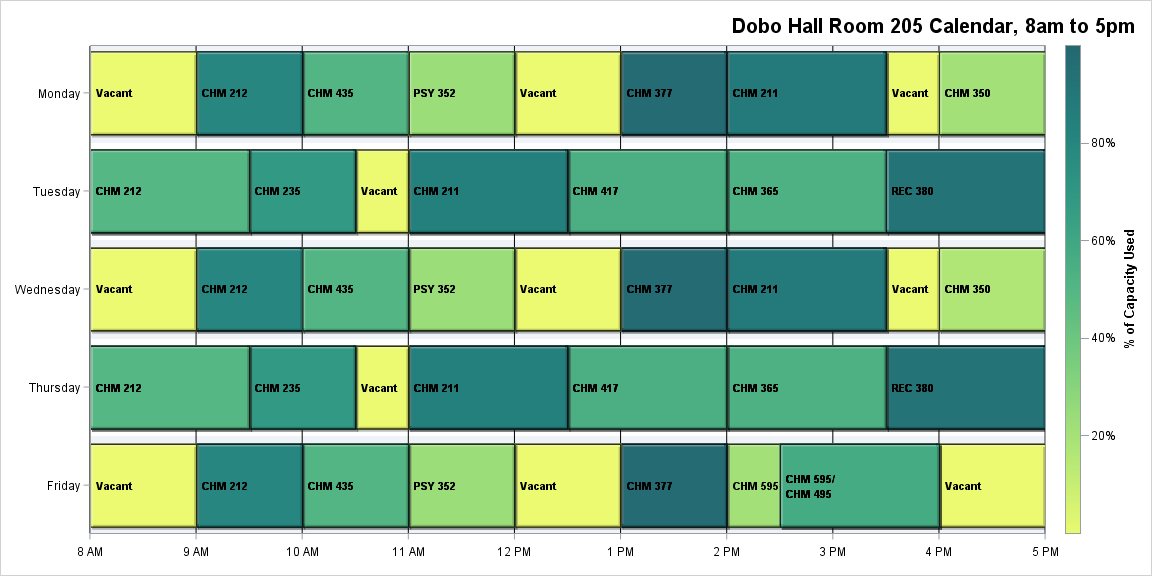 Dobo Hall Room 205 Calendar, 8am to 5pm
Monday
Vacant
CHM 212
CHM 435
PSY 352
Vacant
CHM 377
CHM 211
Vacant
CHM 350
Tuesday
CHM 212
CHM 235
Vacant
CHM 211
CHM 417
CHM 365
REC 380
Wednesday
Vacant
CHM 212
CHM 435
PSY 352
Vacant
CHM 377
CHM 211
Vacant
CHM 350
Thursday
CHM 212
CHM 235
Vacant
CHM 211
CHM 417
CHM 365
REC 380
Friday
Vacant
CHM 212
CHM 435
PSY 352
Vacant
CHM 377
CHM 595
CHM 595/
CHM 495
Vacant
8 AM
9 AM
10 AM
11 AM
12 PM
1 PM
2 PM
3 PM
4 PM
5 PM
80%
60%
40%
20%
% of Capacity Used